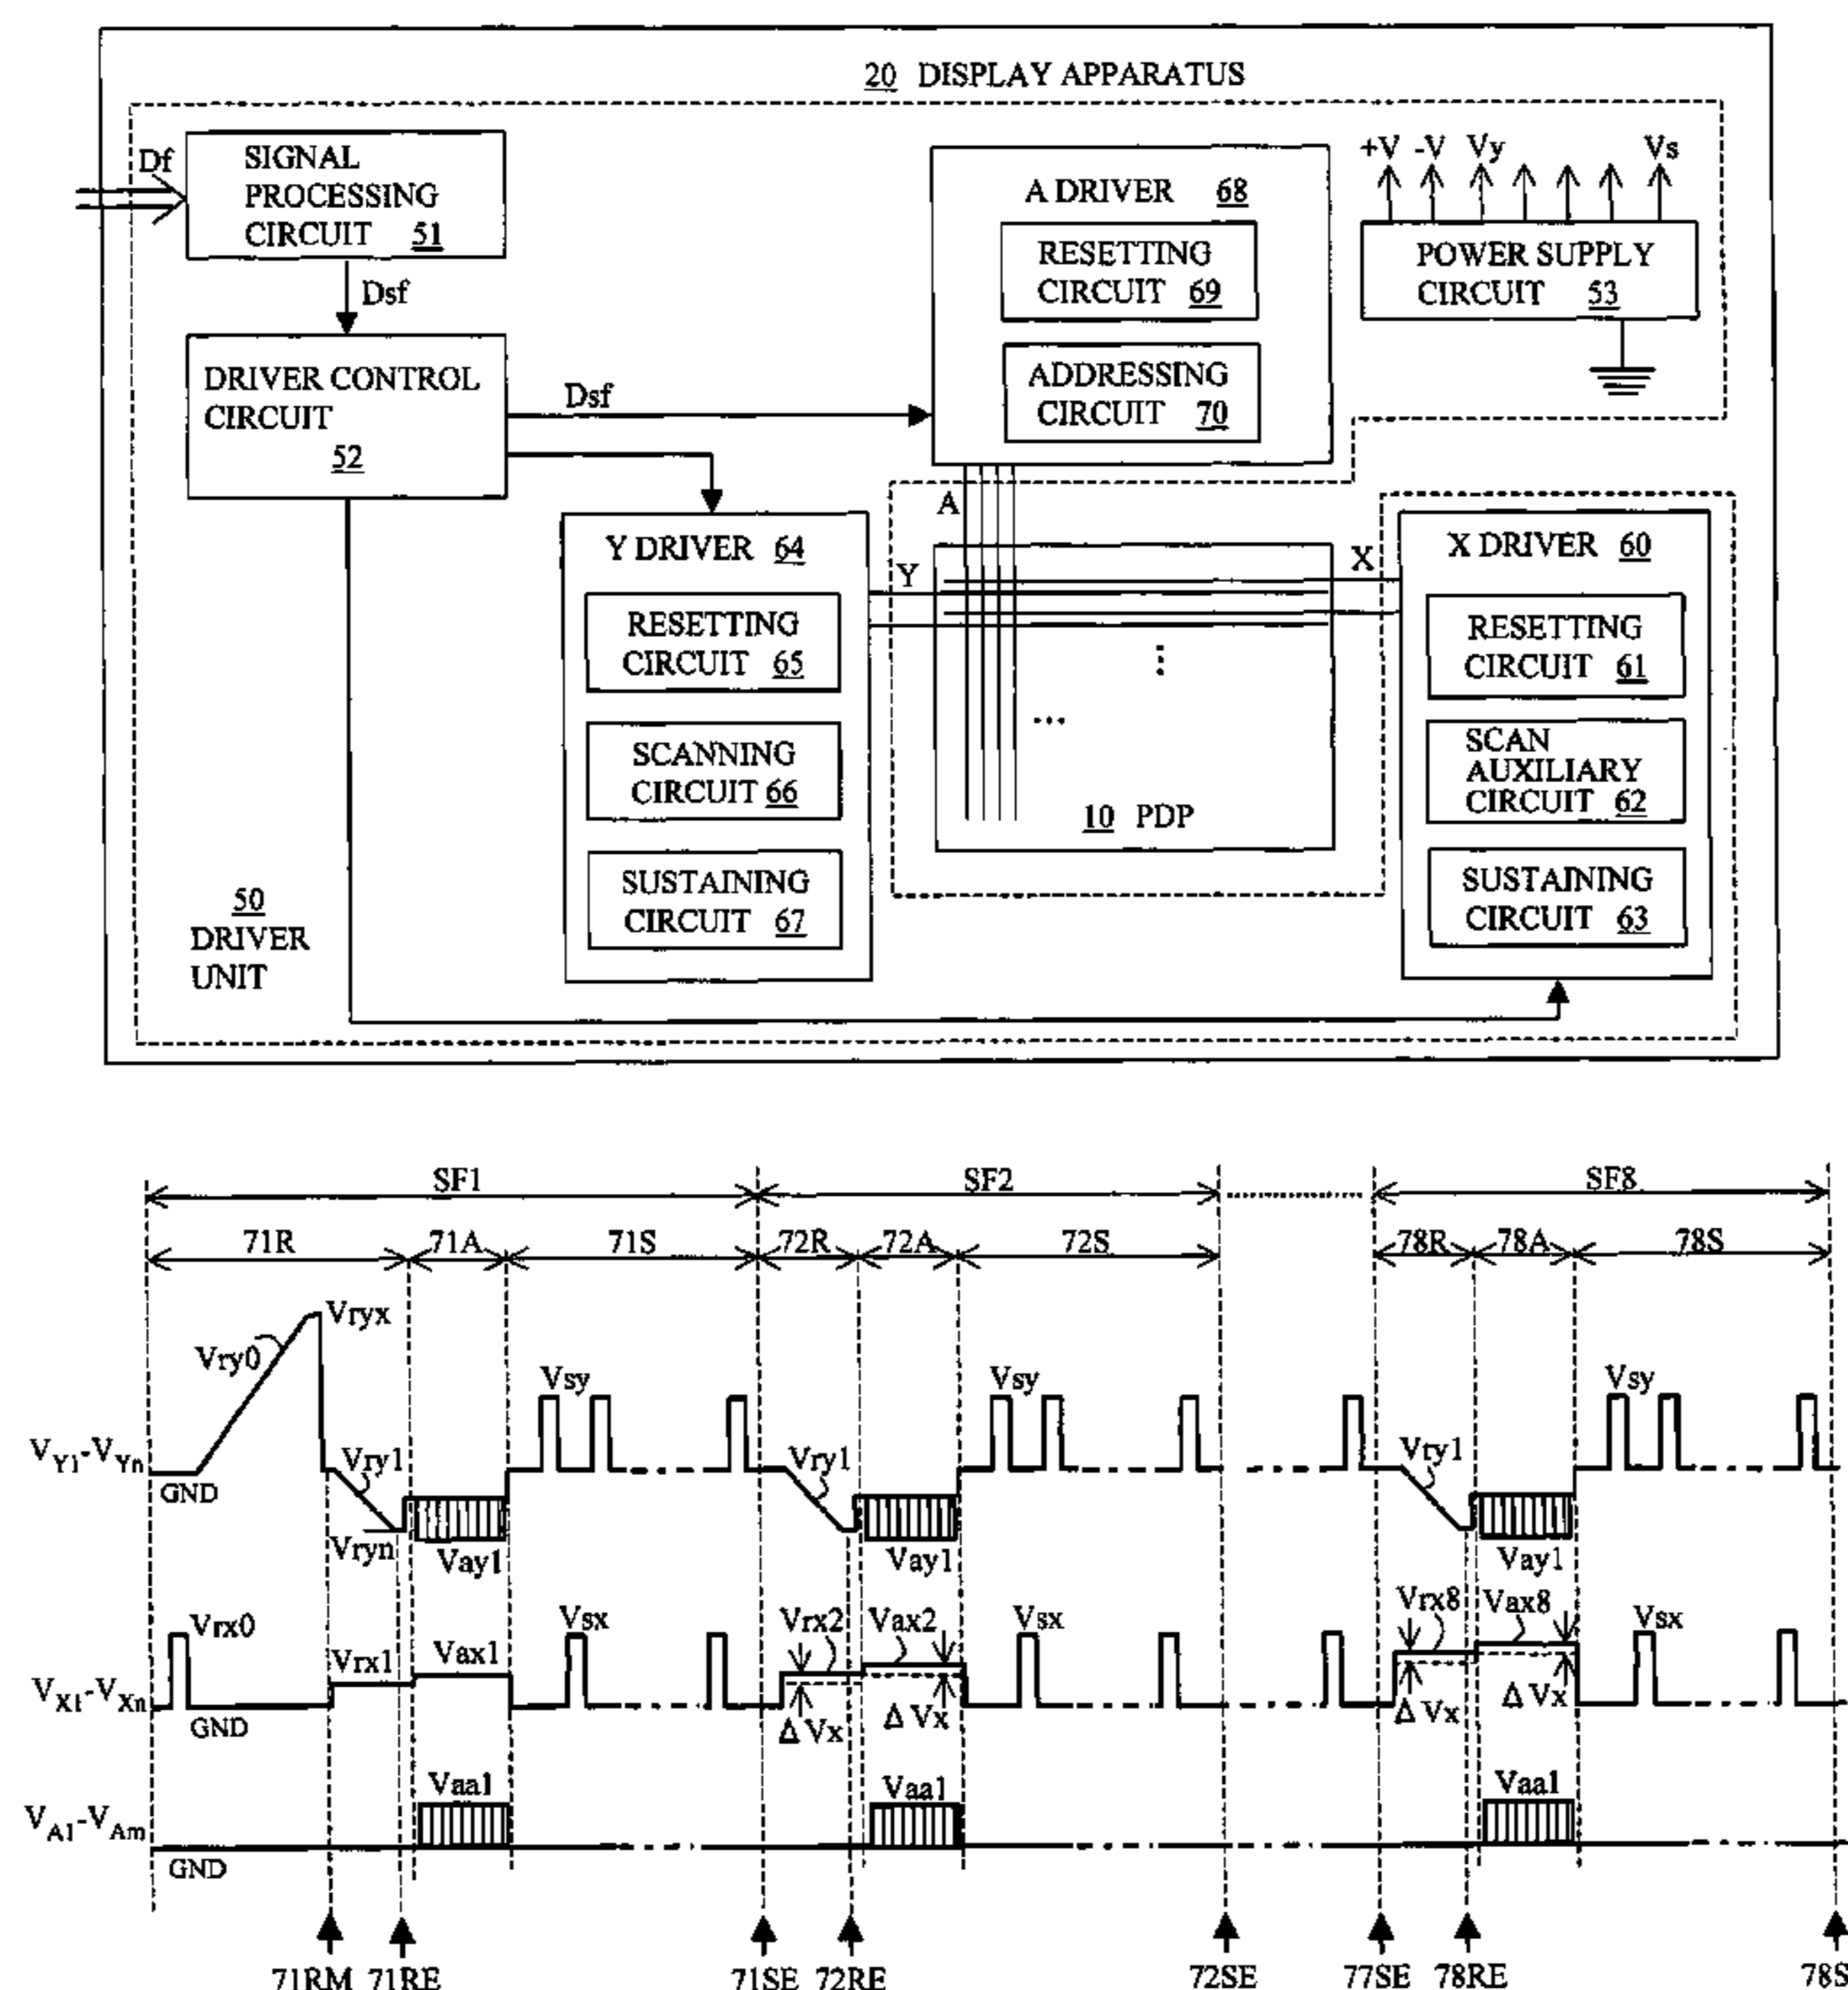 20 DISPLAY APPARATUS
Df
SIGNAL
PROCESSING
CIRCUIT 51
Dsf
DRIVER CONTROL
CIRCUIT
52
Dsf
A DRIVER 68
RESETTING
CIRCUIT 69
ADDRESSING
CIRCUIT 70
+V -V Vy Vs
POWER SUPPLY
CIRCUIT 53
A
Y
X
Y DRIVER 64
RESETTING
CIRCUIT 65
SCANNING
CIRCUIT 66
SUSTAINING
CIRCUIT 67
...
...
10 PDP
X DRIVER 60
RESETTING
CIRCUIT 61
SCAN
AUXILIARY
CIRCUIT 62
SUSTAINING
CIRCUIT 63
50
DRIVER
UNIT
SF1 SF2 SF8
71R 71A 71S 72R 72A 72S 78R 78A 78S
Vryx
Vry0
Vsy Vsy Vsy
VY1-VYn
GND
Vry1 Vry1 Vry1
Vryn Vay1 Vay1 Vay1
Vrx0 Vrx1 Vax1 Vsx Vrx2 Vax2 Vsx Vrx8 Vax8 Vsx
VX1-VXn
GND
Δ Vx Δ Vx Δ Vx Δ Vx
Vaa1 Vaa1 Vaa1
VA1-VAm
GND
71RM 71RE 71SE 72RE 72SE 77SE 78RE 78S